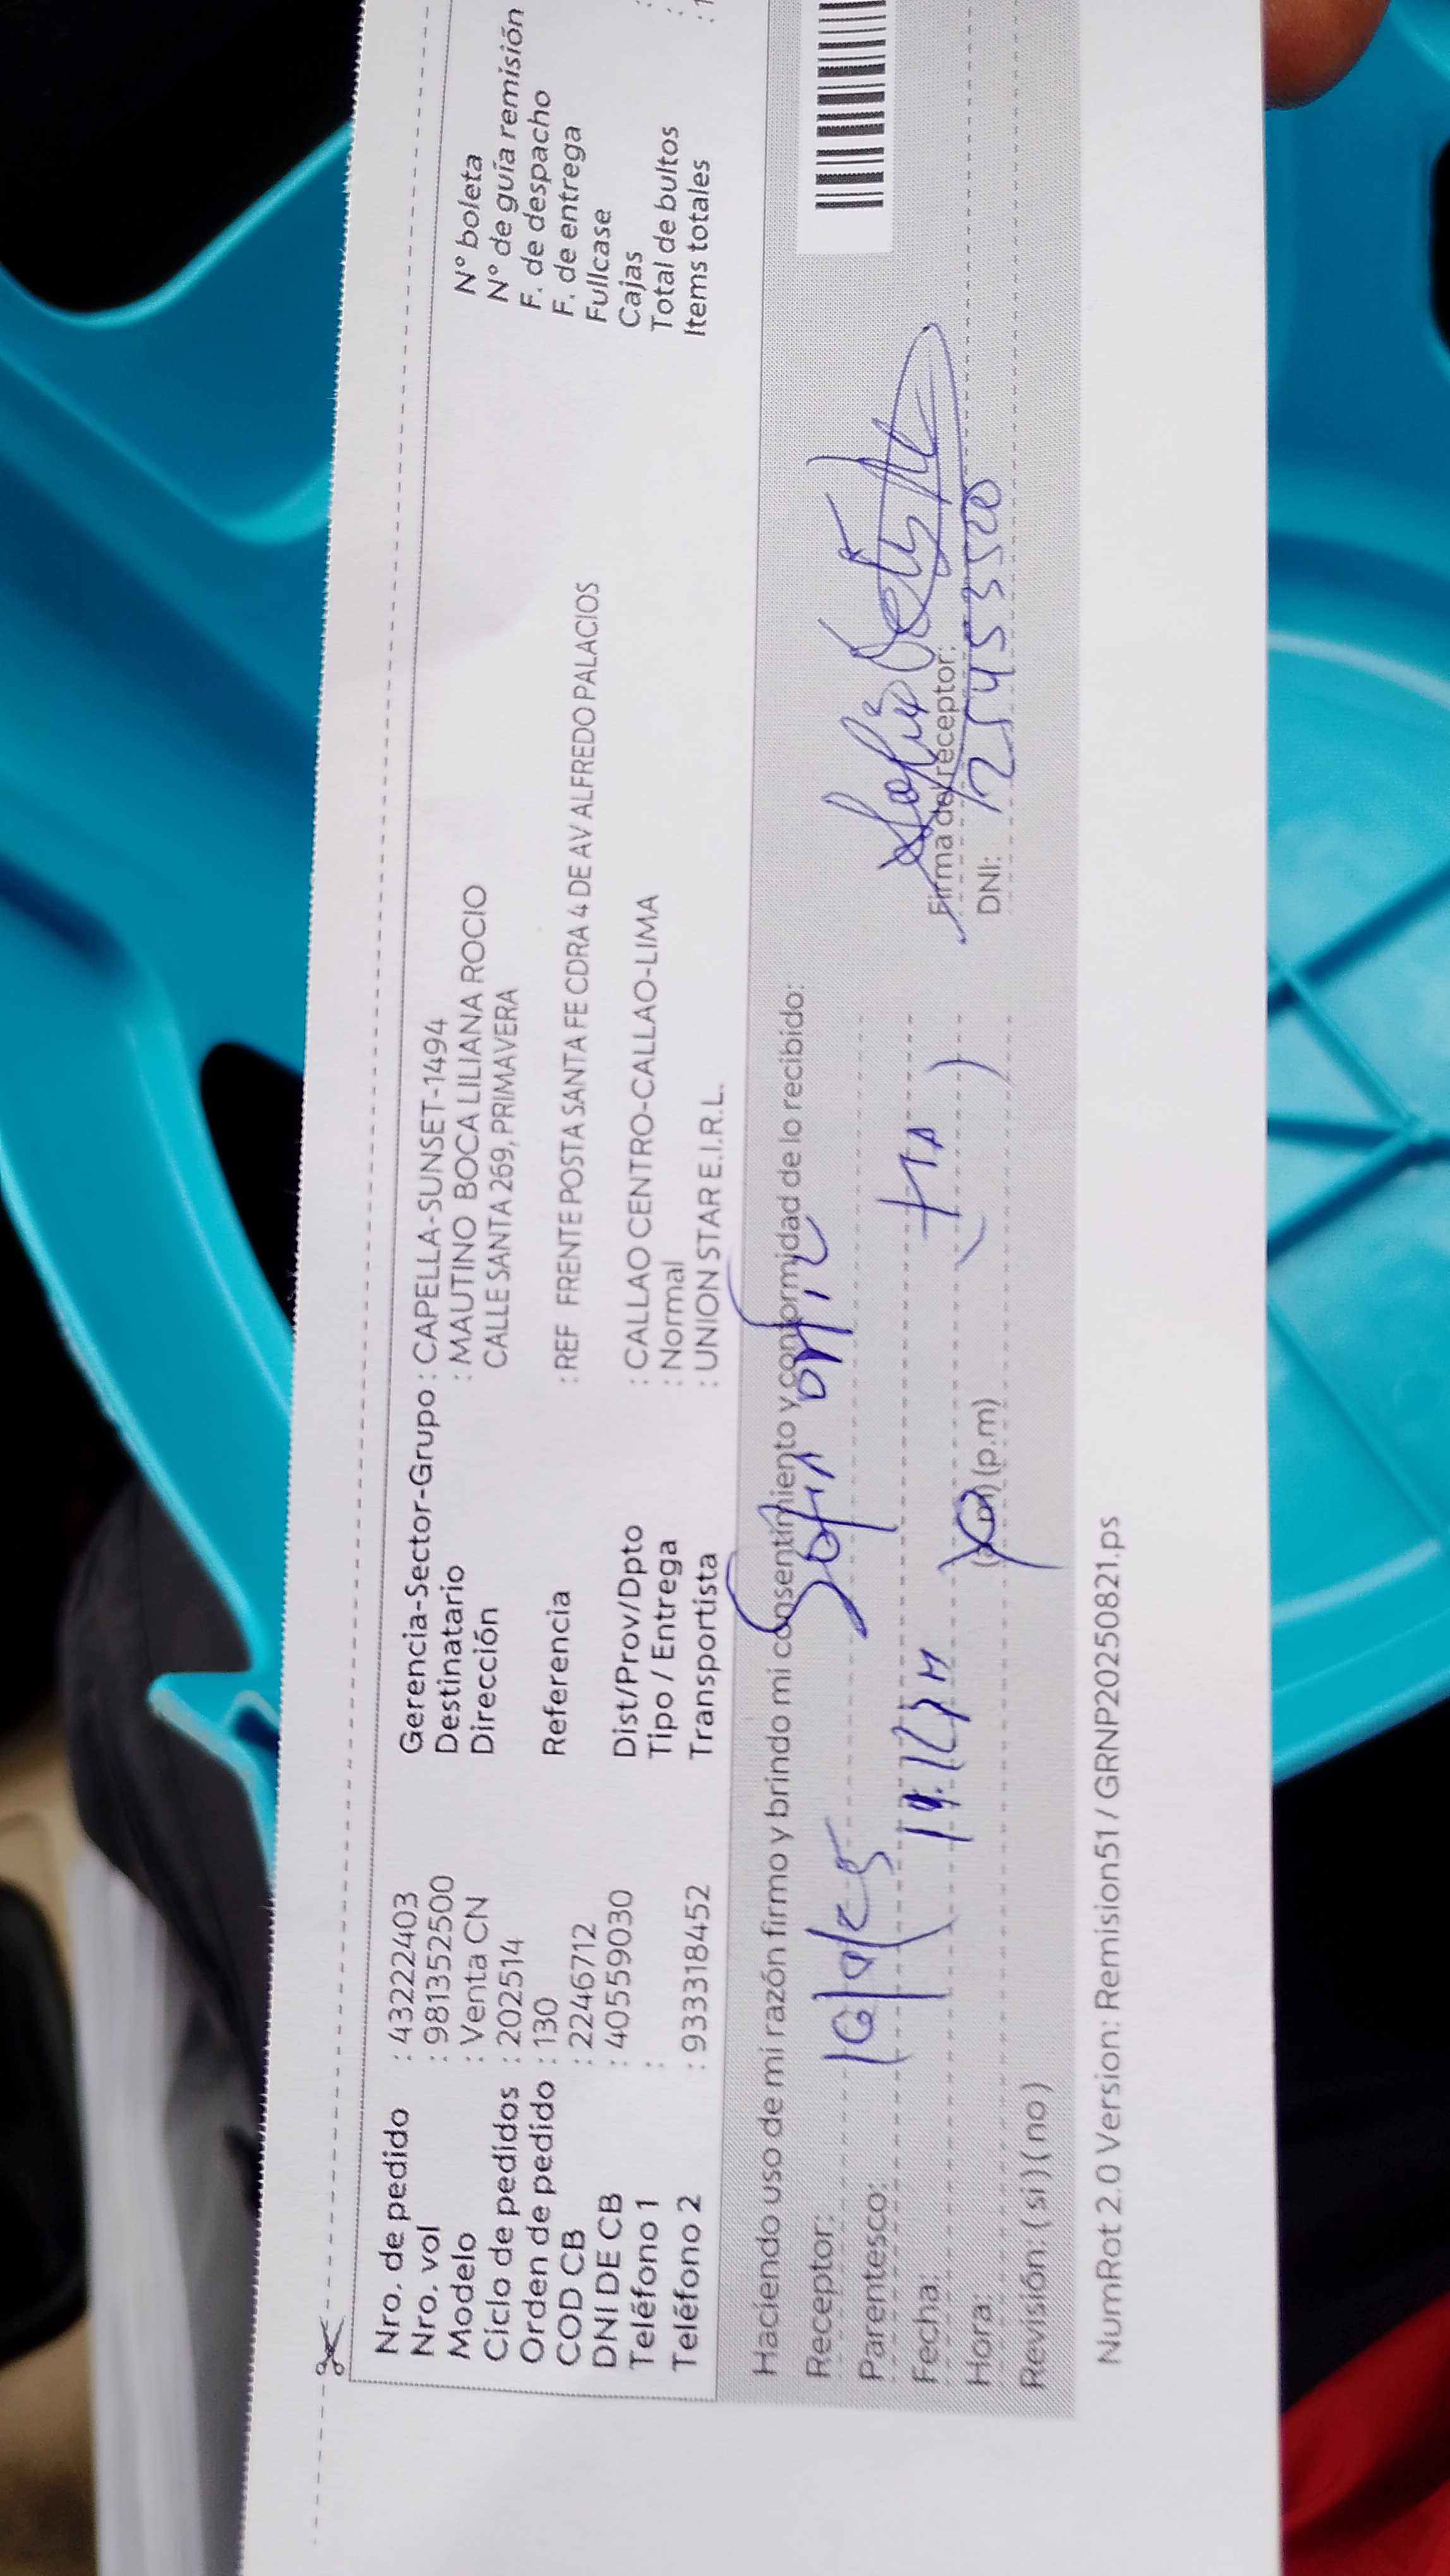 Nro. de pedido : 43222403
Nro. vol : 981352500
Modelo : Venta CN
Ciclo de pedidos : 202514
Orden de pedido : 130
COD CB : 2246712
DNI DE CB : 40559030
Teléfono 1 :
Teléfono 2 : 933318452
Gerencia-Sector-Grupo : CAPELLA-SUNSET-1494
Destinatario : MAUTINO BOCA LILIANA ROCIO
Dirección CALLE SANTA 269, PRIMAVERA
Referencia : REF FRENTE POSTA SANTA FE CDRA 4 DE AV ALFREDO PALACIOS
Dist/Prov/Dpto : CALLAO CENTRO-CALLAO-LIMA
Tipo / Entrega : Normal
Transportista : UNION STAR E.I.R.L.
N° boleta
N° de guía remisión :
F. de despacho :
F. de entrega
Fullcase
Cajas :
Total de bultos :
Items totales :
Haciendo uso de mi razón firmo y brindo mi consentimiento y conformidad de lo recibido:
Receptor: Sofia
Parentesco:
Fecha:
Hora (p.m)
Revisión: (si) (no)
Firma del receptor:
DNI: 25453520
NumRot 2.0 Version: Remision51 / GRNP20250821.ps